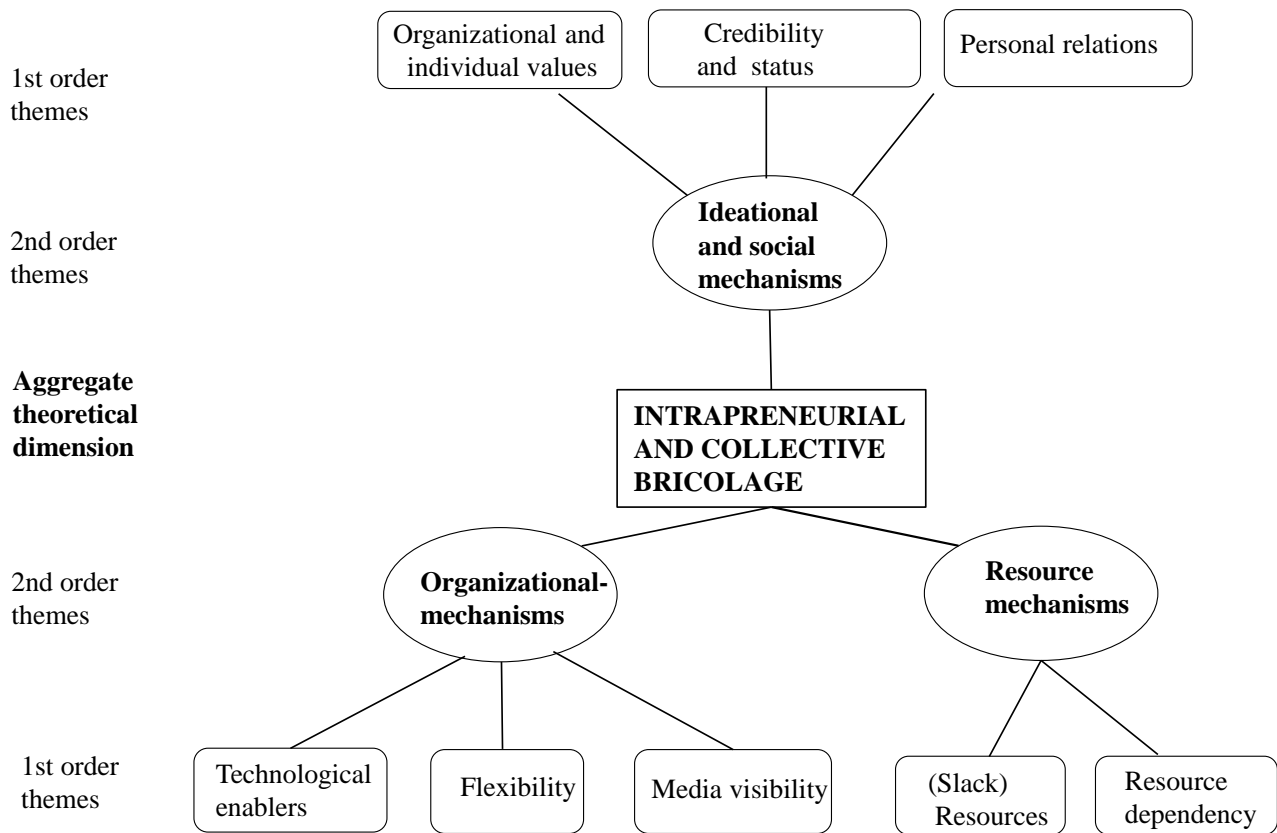 Organizational and
individual values
Credibility
and status
Personal relations
1st order
themes
Ideational
and social
mechanisms
2nd order
themes
Aggregate
theoretical
dimension
INTRAPRENEURIAL
AND COLLECTIVE
BRICOLAGE
2nd order
themes
Organizational-
mechanisms
Resource
mechanisms
1st order
themes
Technological
enablers
Flexibility
Media visibility
(Slack)
Resources
Resource
dependency